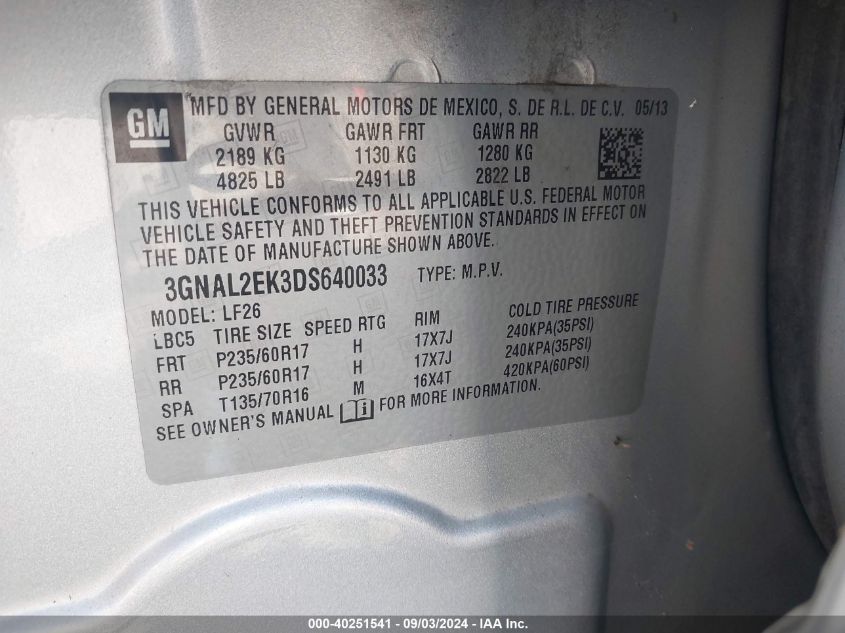 GM MFD BY GENERAL MOTORS DE MEXICO, S. DE R.L. DE C.V. 05/13
GVWR GAWR FRT GAWR RR
2189 KG 1130 KG 1280 KG
4825 LB 2491 LB 2822 LB
THIS VEHICLE CONFORMS TO ALL APPLICABLE U.S. FEDERAL MOTOR
VEHICLE SAFETY AND THEFT PREVENTION STANDARDS IN EFFECT ON
THE DATE OF MANUFACTURE SHOWN ABOVE.
3GNAL2EK3DS640033 TYPE: M.P.V.
MODEL: LF26
LBC5 TIRE SIZE SPEED RTG RIM COLD TIRE PRESSURE
FRT P235/60R17 H 17X7J 240KPA(35PSI)
RR P235/60R17 H 17X7J 240KPA(35PSI)
SPA T135/70R16 M 16X4T 420KPA(60PSI)
SEE OWNER'S MANUAL FOR MORE INFORMATION.
000-40251541 - 09/03/2024 - IAA Inc.